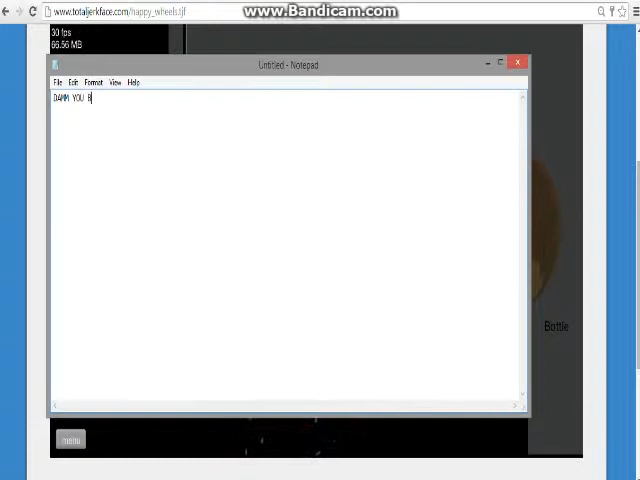 www.totaljerkface.com/happy_wheels.tjf
www.Bandicam.com
30 fps
66.56 MB
Untitled - Notepad
File Edit Format View Help
DAMM YOU B
Bottle
menu